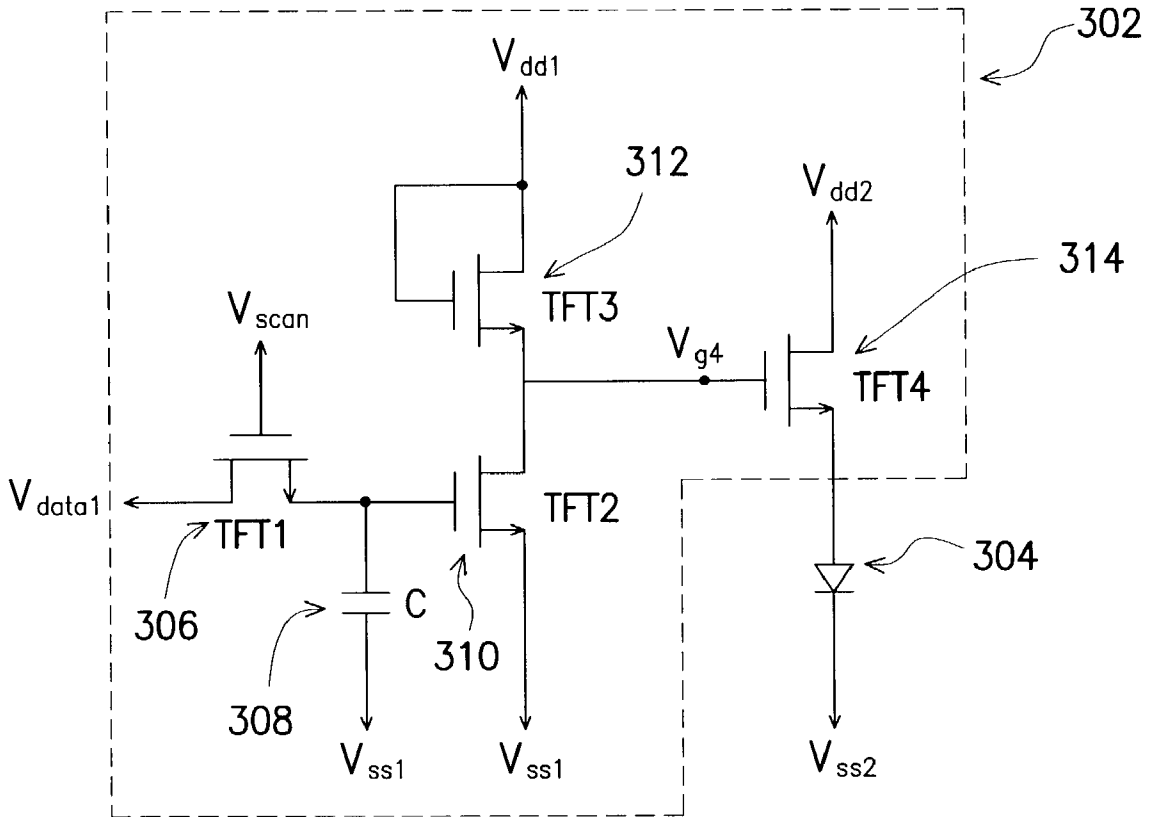 302
Vdd1
312
Vdd2
314
TFT3
Vscan
Vg4
TFT4
Vdata1
TFT1
TFT2
304
306
C
310
308
Vss1
Vss1
Vss2